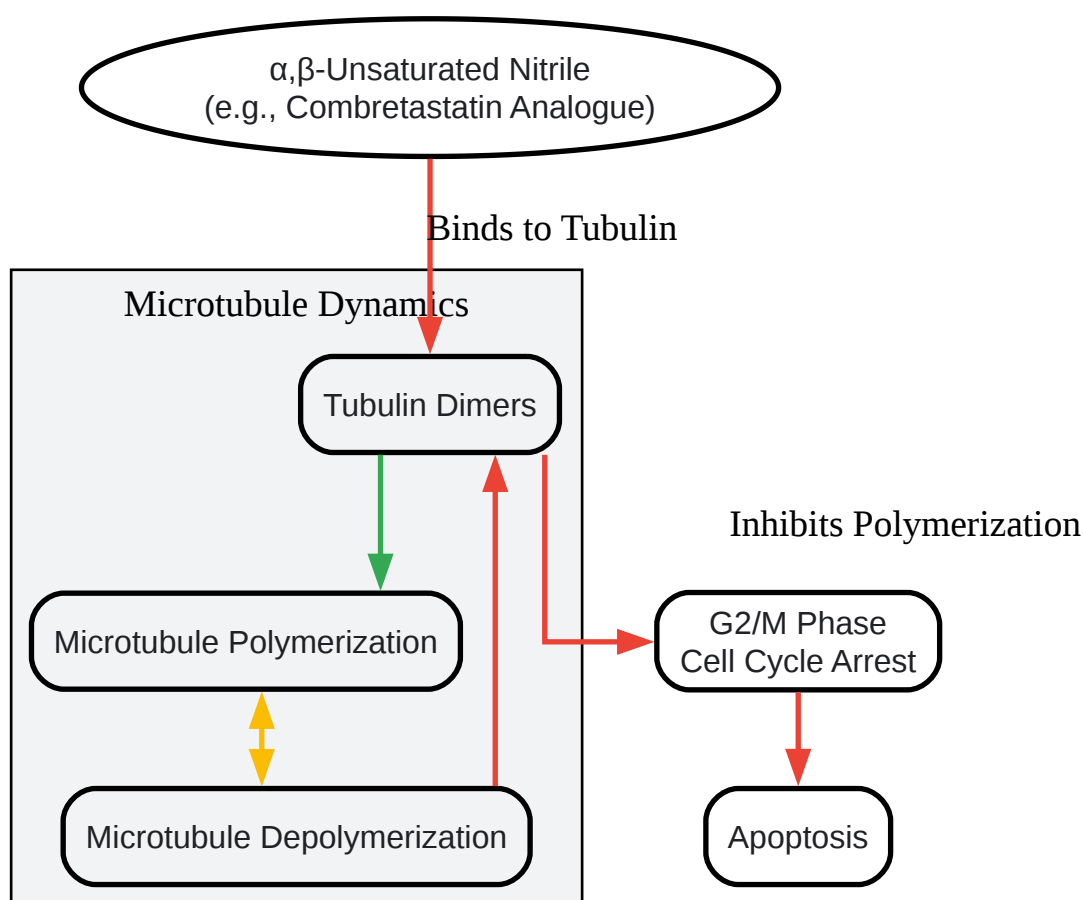 α,β-Unsaturated Nitrile
(e.g., Combretastatin Analogue)
Binds to Tubulin
Microtubule Dynamics
Tubulin Dimers
Inhibits Polymerization
Microtubule Polymerization
G2/M Phase
Cell Cycle Arrest
Microtubule Depolymerization
Apoptosis